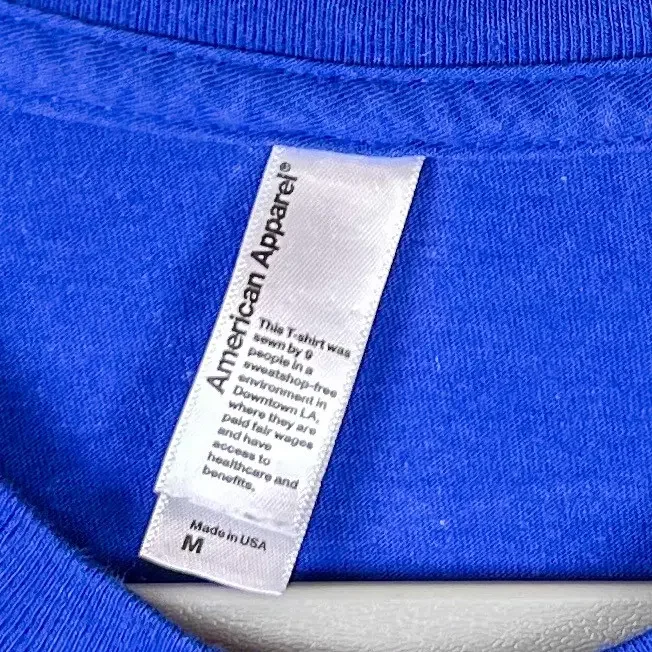 American Apparel®
This T-shirt was
sewn by 9
people in a
sweatshop-free
environment in
Downtown LA,
where they are
paid fair wages
and have
access to
healthcare and
benefits.
Made in USA
M